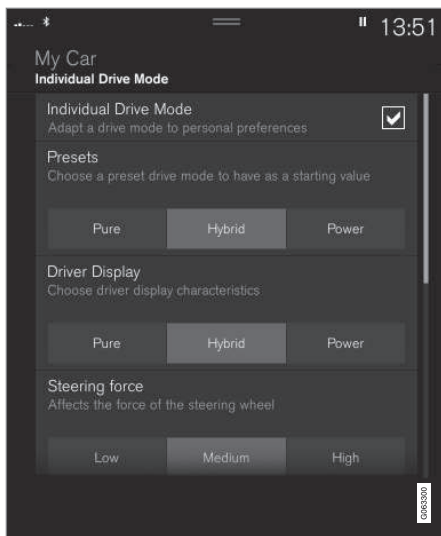 13:51
My Car
Individual Drive Mode
Individual Drive Mode
Adapt a drive mode to personal preferences
Presets
Choose a preset drive mode to have as a starting value
Pure Hybrid Power
Driver Display
Choose driver display characteristics
Pure Hybrid Power
Steering force
Affects the force of the steering wheel
Low Medium High
G063300